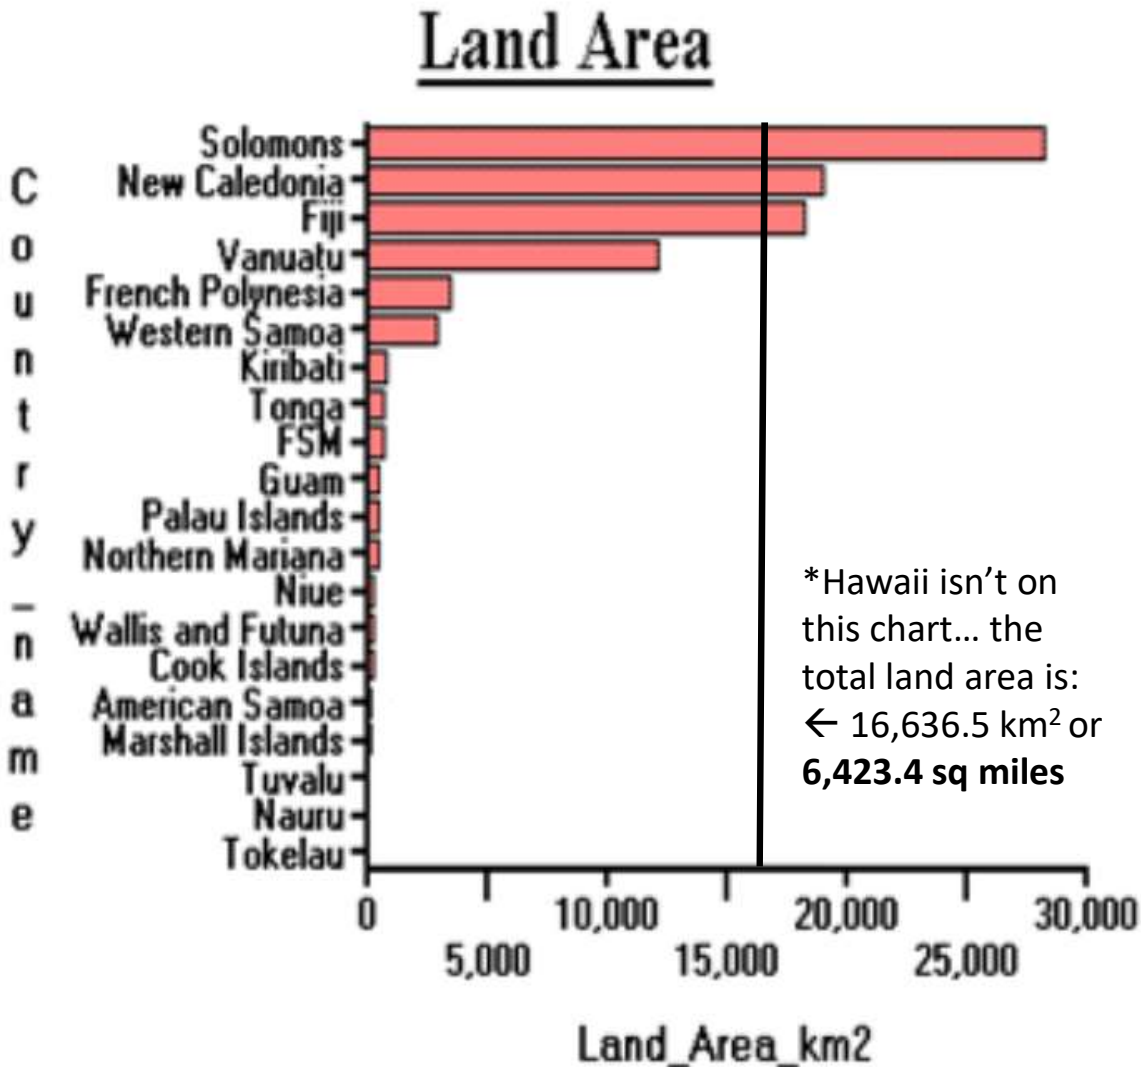 Land Area
Country_name
Solomons
New Caledonia
Fiji
Vanuatu
French Polynesia
Western Samoa
Kiribati
Tonga
FSM
Guam
Palau Islands
Northern Mariana
Niue
Wallis and Futuna
Cook Islands
American Samoa
Marshall Islands
Tuvalu
Nauru
Tokelau
*Hawaii isn’t on
this chart... the
total land area is:
← 16,636.5 km² or
6,423.4 sq miles
0 10,000 20,000 30,000
5,000 15,000 25,000
Land_Area_km2